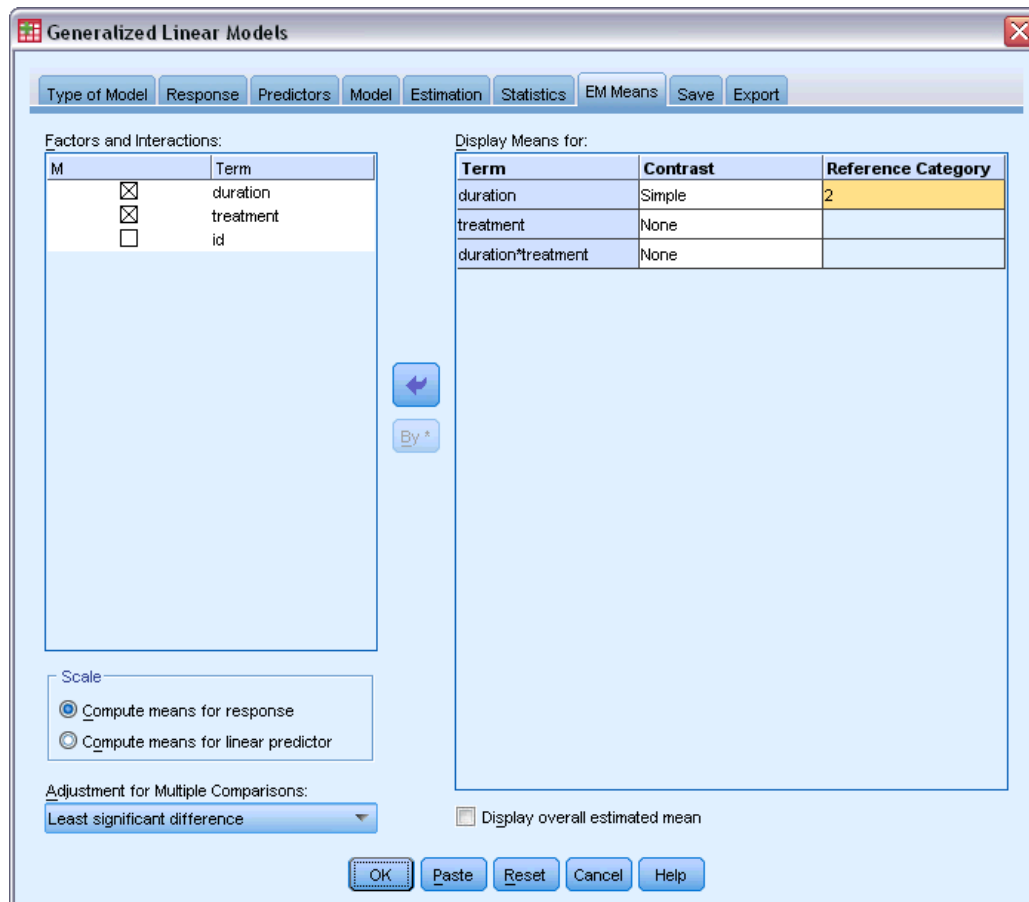 Generalized Linear Models
Type of Model Response Predictors Model Estimation Statistics EM Means Save Export
Factors and Interactions:
M Term
duration
treatment
id
By *
Display Means for:
Term Contrast Reference Category
duration Simple 2
treatment None
duration*treatment None
Scale
Compute means for response
Compute means for linear predictor
Adjustment for Multiple Comparisons:
Least significant difference
Display overall estimated mean
OK Paste Reset Cancel Help